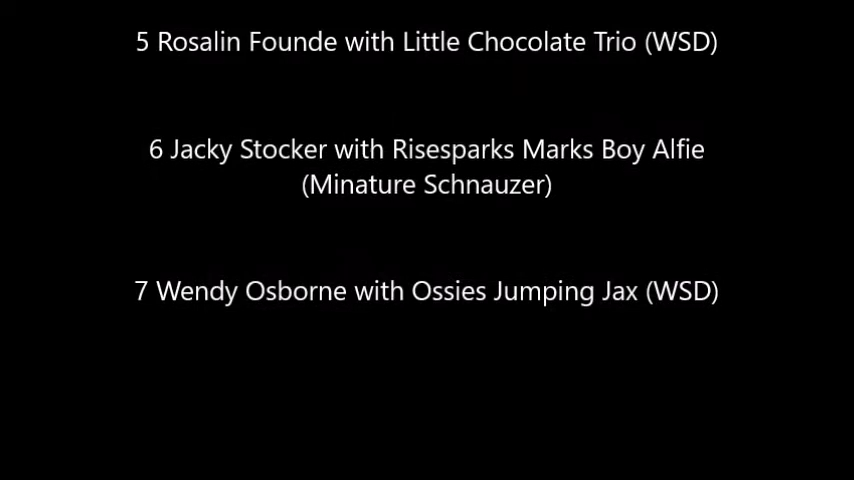 5 Rosalin Founde with Little Chocolate Trio (WSD)
6 Jacky Stocker with Risesparks Marks Boy Alfie
(Minature Schnauzer)
7 Wendy Osborne with Ossies Jumping Jax (WSD)